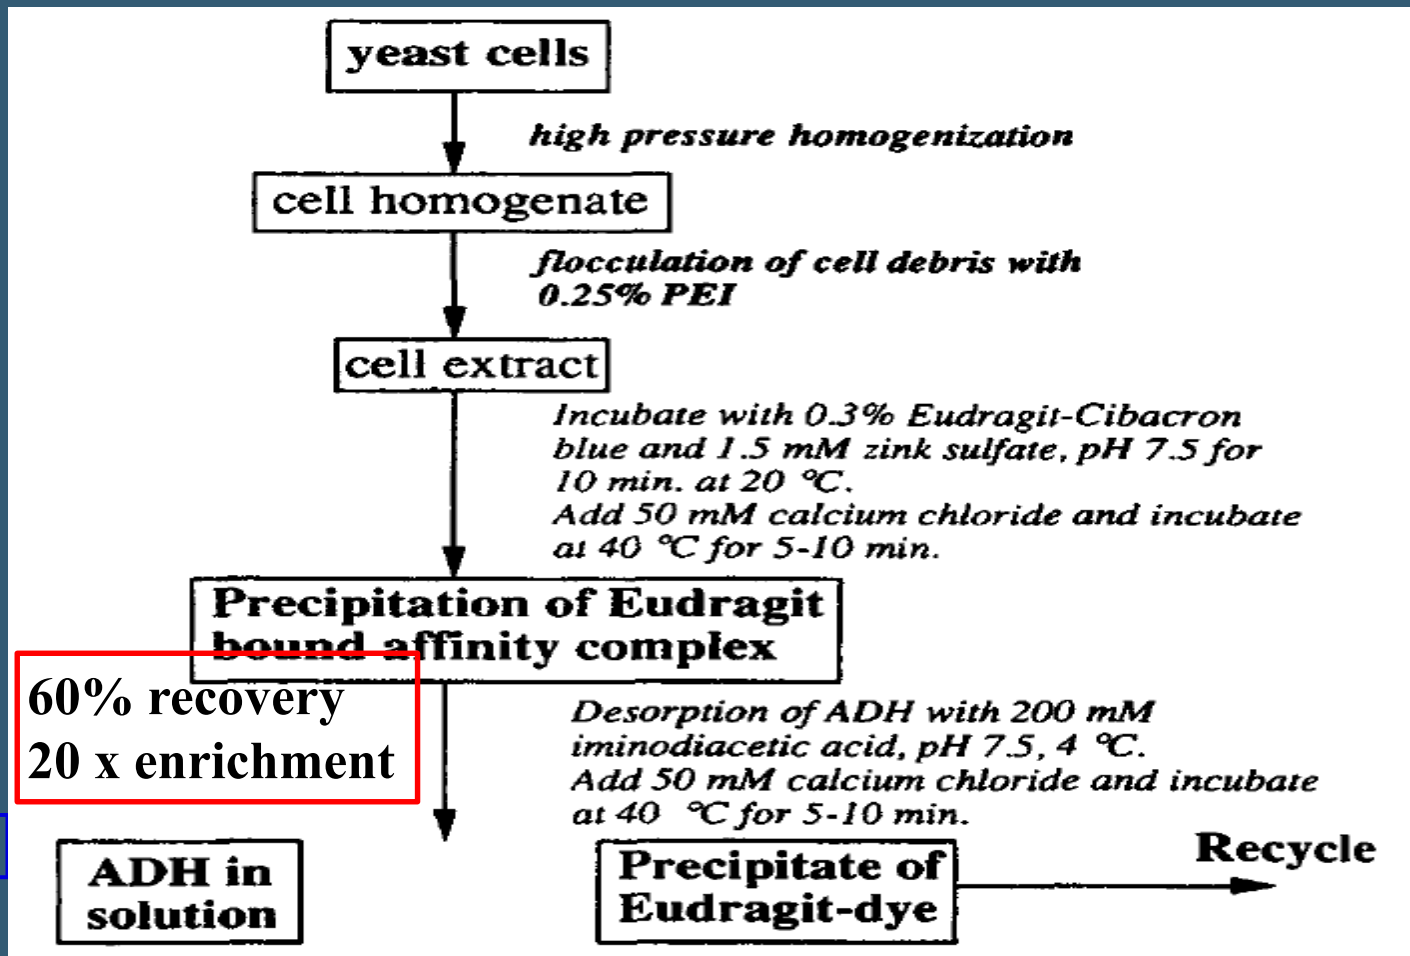 yeast cells
high pressure homogenization
cell homogenate
flocculation of cell debris with
0.25% PEI
cell extract
Incubate with 0.3% Eudragit-Cibacron
blue and 1.5 mM zink sulfate, pH 7.5 for
10 min. at 20 °C.
Add 50 mM calcium chloride and incubate
at 40 °C for 5-10 min.
Precipitation of Eudragit
bound affinity complex
60% recovery
20 x enrichment
Desorption of ADH with 200 mM
iminodiacetic acid, pH 7.5, 4 °C.
Add 50 mM calcium chloride and incubate
at 40 °C for 5-10 min.
ADH in
solution
Precipitate of
Eudragit-dye
Recycle